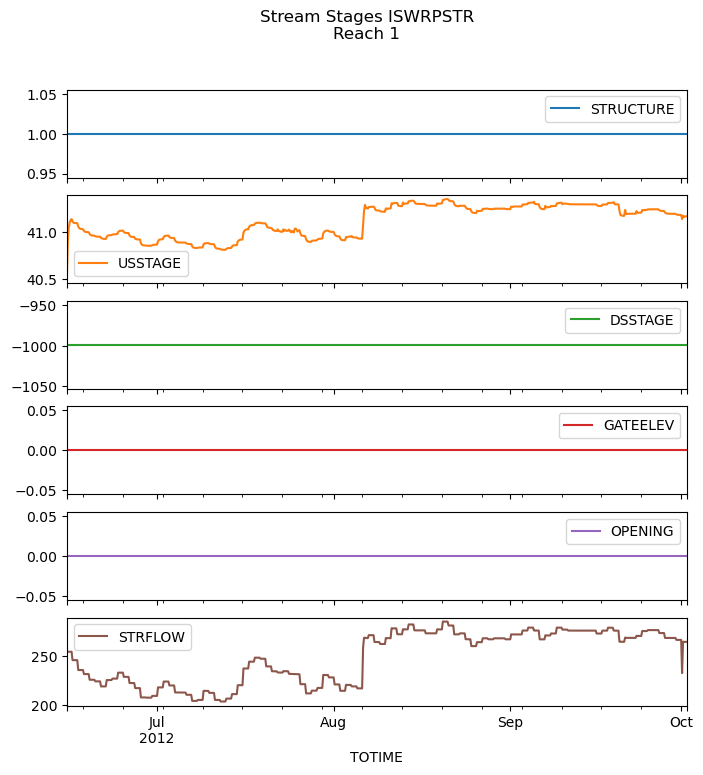 Stream Stages ISWRPSTR
Reach 1
1.05
1.00
0.95
STRUCTURE
41.0
40.5
USSTAGE
−950
−1000
−1050
DSSTAGE
0.05
0.00
−0.05
GATEELEV
0.05
0.00
−0.05
OPENING
250
200
STRFLOW
Jul
2012
Aug
Sep
Oct
TOTIME